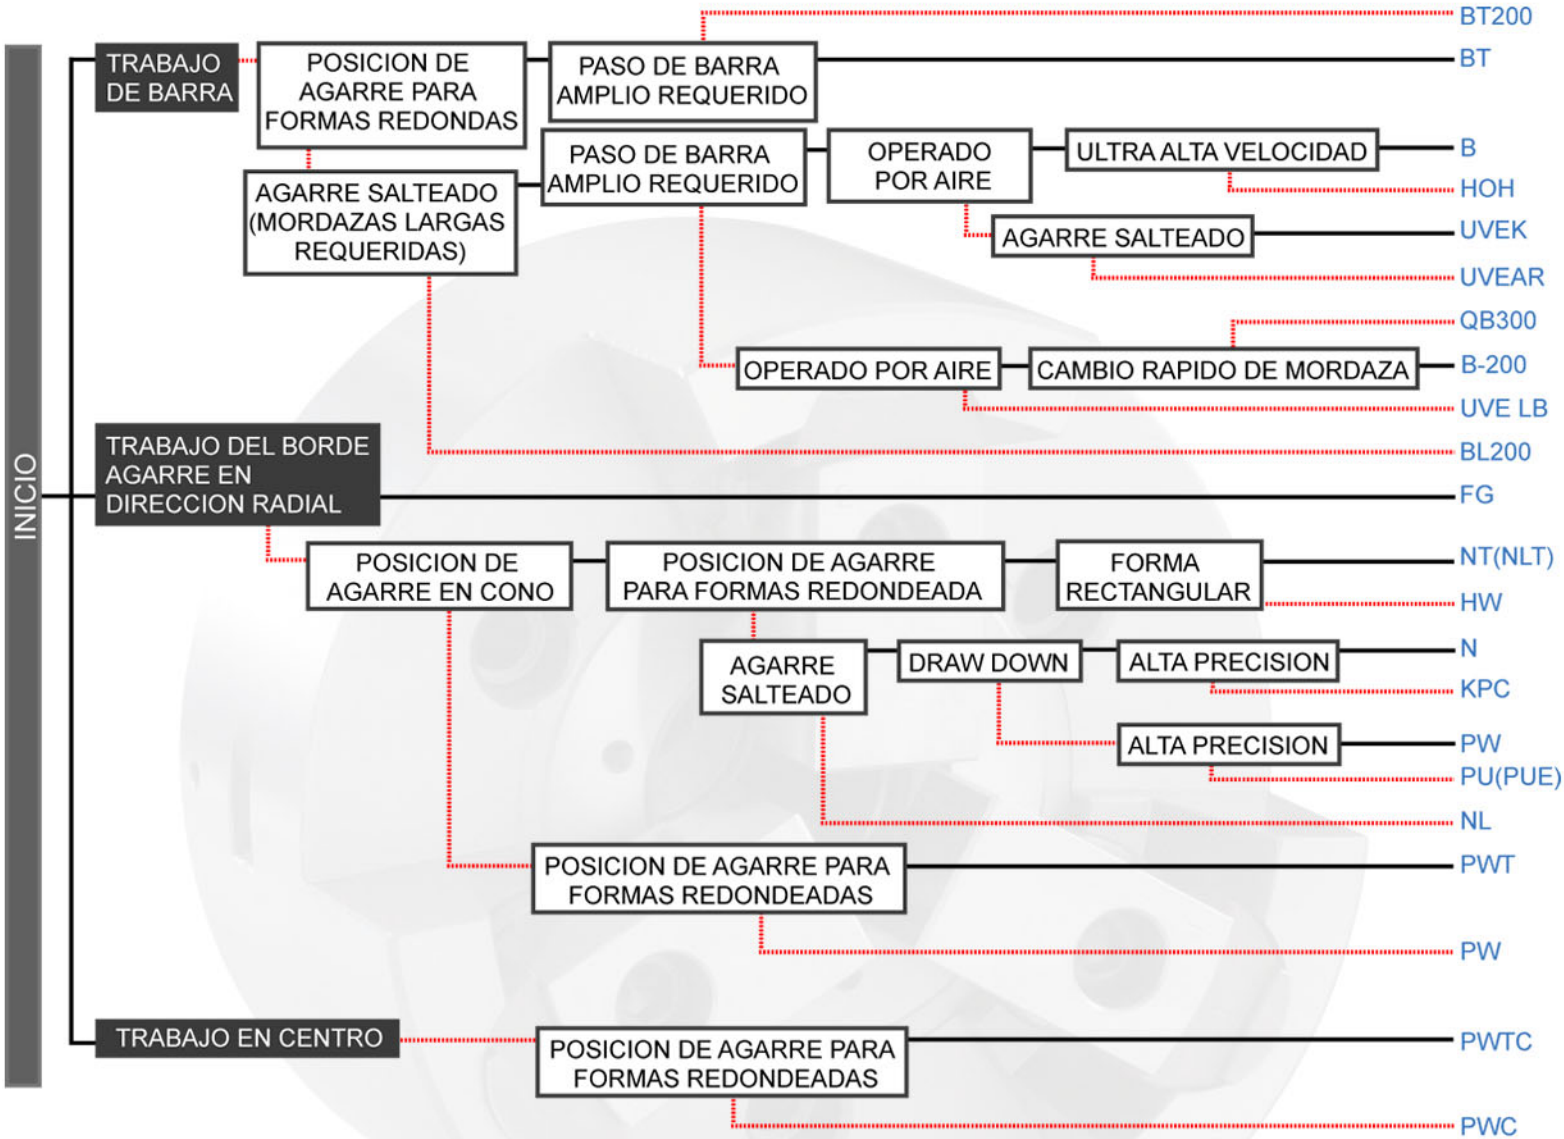 INICIO
TRABAJO
DE BARRA
POSICION DE
AGARRE PARA
FORMAS REDONDAS
PASO DE BARRA
AMPLIO REQUERIDO
BT200
BT
AGARRE SALTEADO
(MORDAZAS LARGAS
REQUERIDAS)
PASO DE BARRA
AMPLIO REQUERIDO
OPERADO
POR AIRE
ULTRA ALTA VELOCIDAD
B
HOH
AGARRE SALTEADO
UVEK
UVEAR
OPERADO POR AIRE
CAMBIO RAPIDO DE MORDAZA
QB300
B-200
UVE LB
BL200
TRABAJO DEL BORDE
AGARRE EN
DIRECCION RADIAL
FG
POSICION DE
AGARRE EN CONO
POSICION DE AGARRE
PARA FORMAS REDONDEADA
FORMA
RECTANGULAR
NT(NLT)
HW
AGARRE
SALTEADO
DRAW DOWN
ALTA PRECISION
N
KPC
ALTA PRECISION
PW
PU(PUE)
NL
POSICION DE AGARRE PARA
FORMAS REDONDEADAS
PWT
PW
TRABAJO EN CENTRO
POSICION DE AGARRE PARA
FORMAS REDONDEADAS
PWTC
PWC